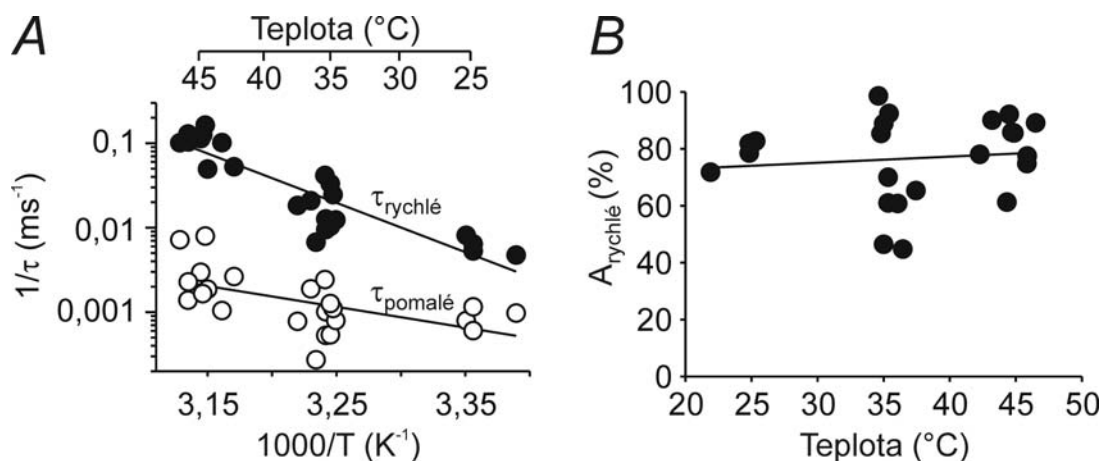 A
Teplota (°C)
45 40 35 30 25
0,1
0,01
0,001
1/τ (ms⁻¹)
τrychlé
τpomalé
3,15 3,25 3,35
1000/T (K⁻¹)
B
100
80
60
40
20
0
Arychlé (%)
20 25 30 35 40 45 50
Teplota (°C)